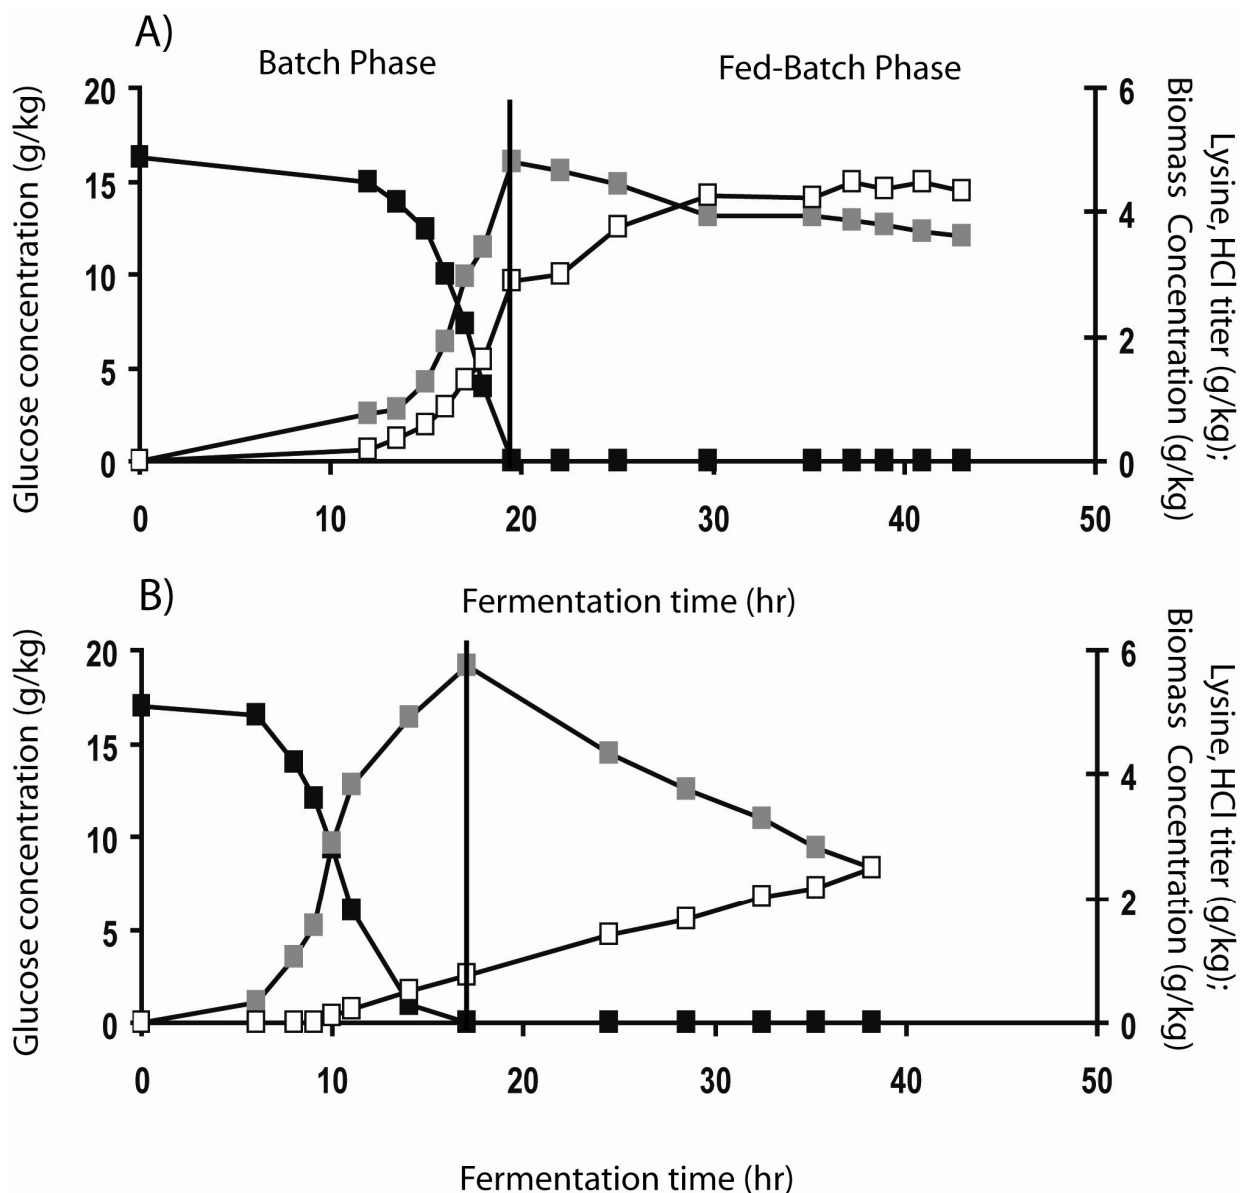 A)
Batch Phase
Fed-Batch Phase
Glucose concentration (g/kg)
20
15
10
5
0
6
4
2
0
Lysine, HCl titer (g/kg);
Biomass Concentration (g/kg)
0 10 20 30 40 50
Fermentation time (hr)
B)
Glucose concentration (g/kg)
20
15
10
5
0
6
4
2
0
Lysine, HCl titer (g/kg);
Biomass Concentration (g/kg)
0 10 20 30 40 50
Fermentation time (hr)